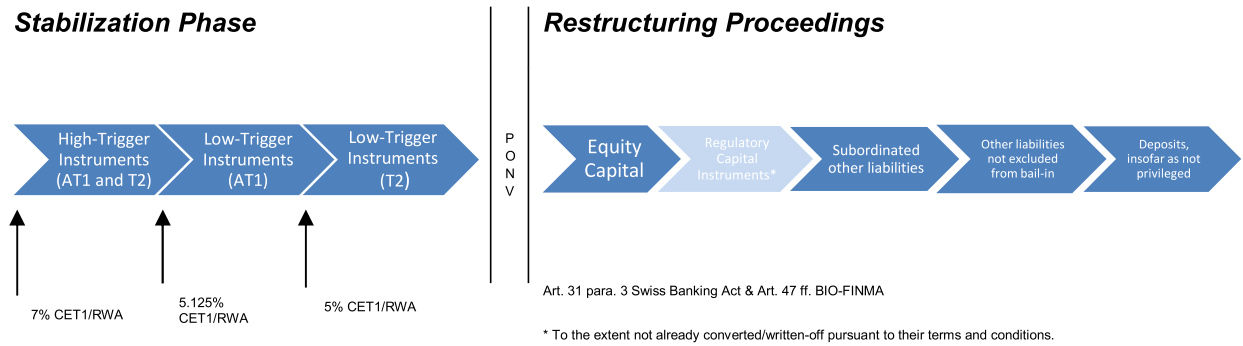 Stabilization Phase
Restructuring Proceedings
High-Trigger
Instruments
(AT1 and T2)
Low-Trigger
Instruments
(AT1)
Low-Trigger
Instruments
(T2)
P
O
N
V
Equity
Capital
Regulatory
Capital
Instruments*
Subordinated
other liabilities
Other liabilities
not excluded
from bail-in
Deposits,
insofar as not
privileged
7% CET1/RWA
5.125%
CET1/RWA
5% CET1/RWA
Art. 31 para. 3 Swiss Banking Act & Art. 47 ff. BIO-FINMA
* To the extent not already converted/written-off pursuant to their terms and conditions.